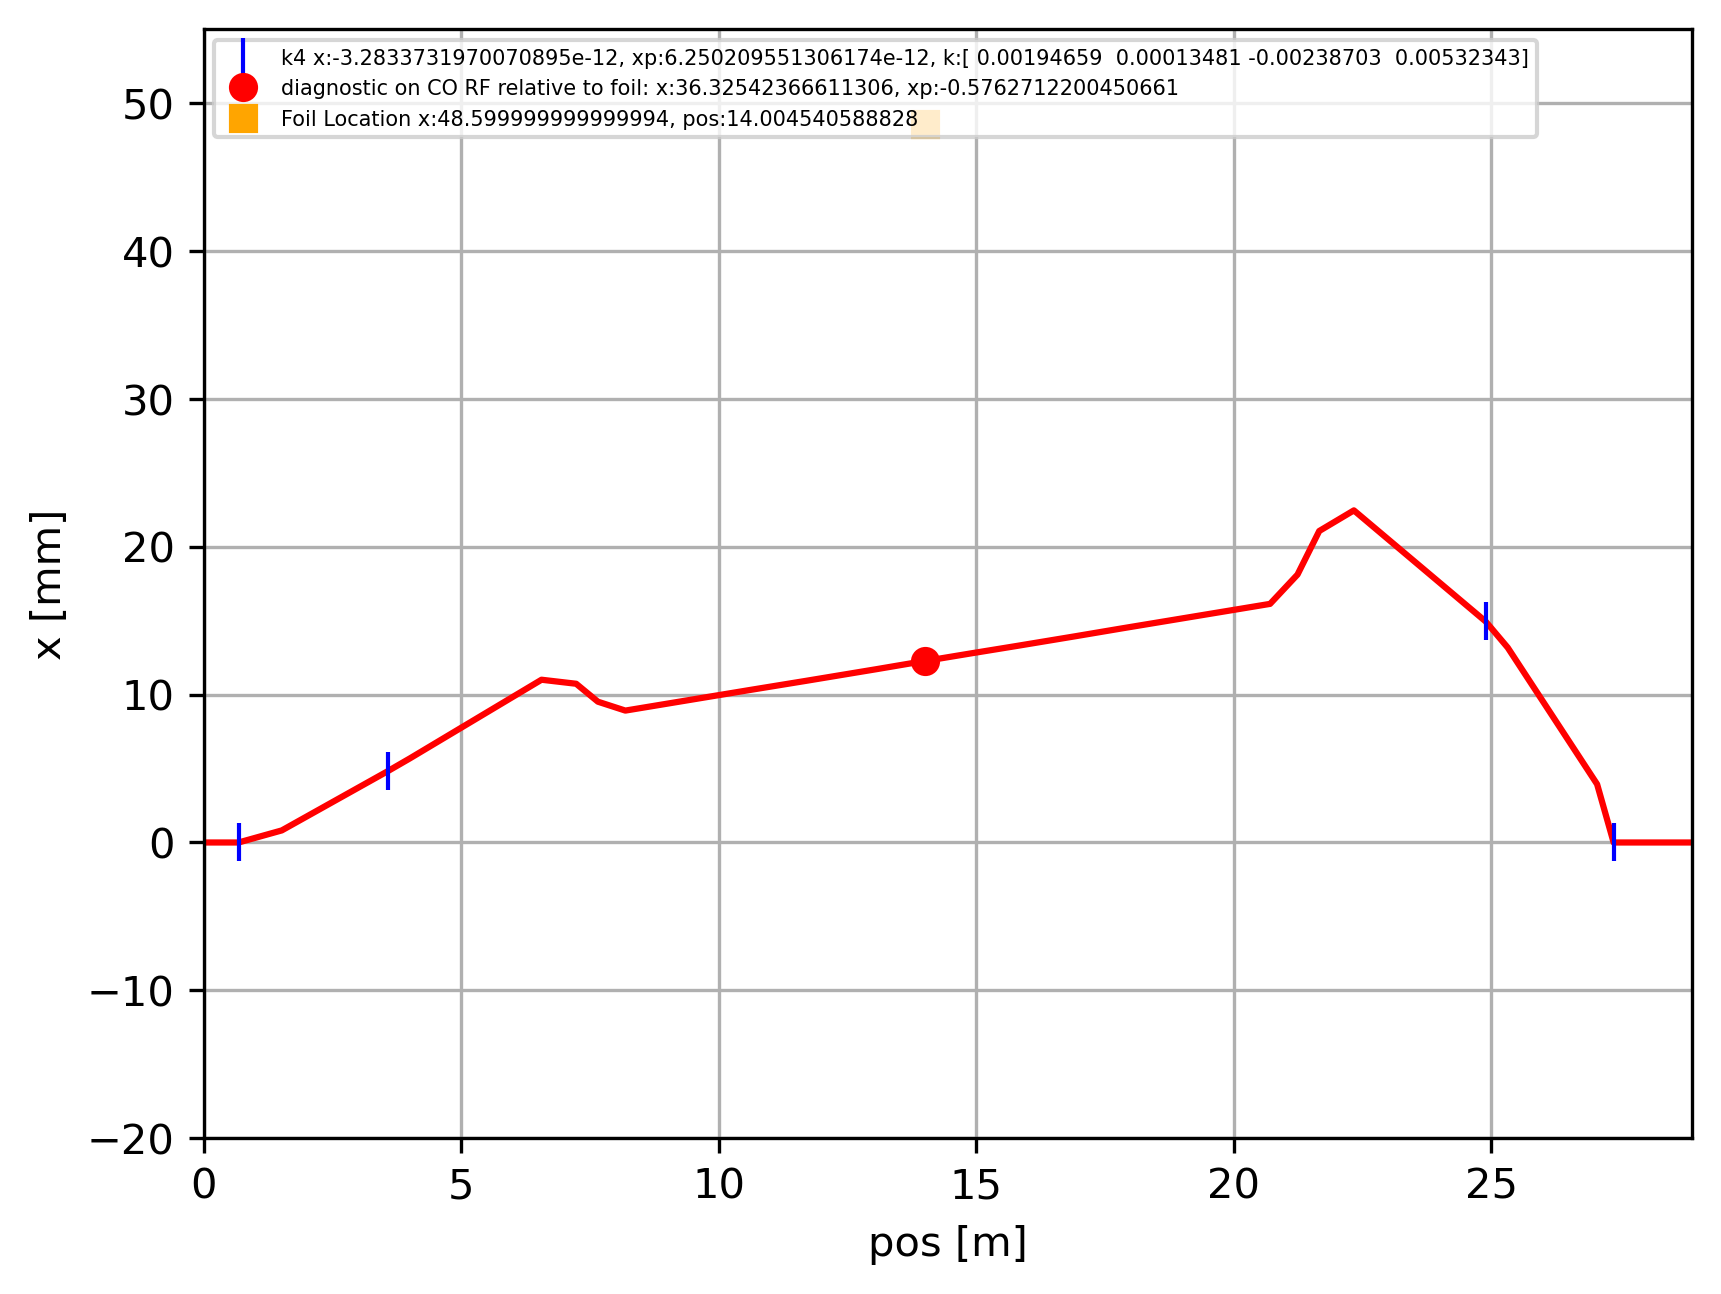 k4 x:-3.2833731970070895e-12, xp:6.250209551306174e-12, k:[ 0.00194659  0.00013481 -0.00238703  0.00532343]
diagnostic on CO RF relative to foil: x:36.32542366611306, xp:-0.5762712200450661
Foil Location x:48.599999999999994, pos:14.004540588828
50
40
30
20
10
0
−10
−20
x [mm]
0 5 10 15 20 25
pos [m]